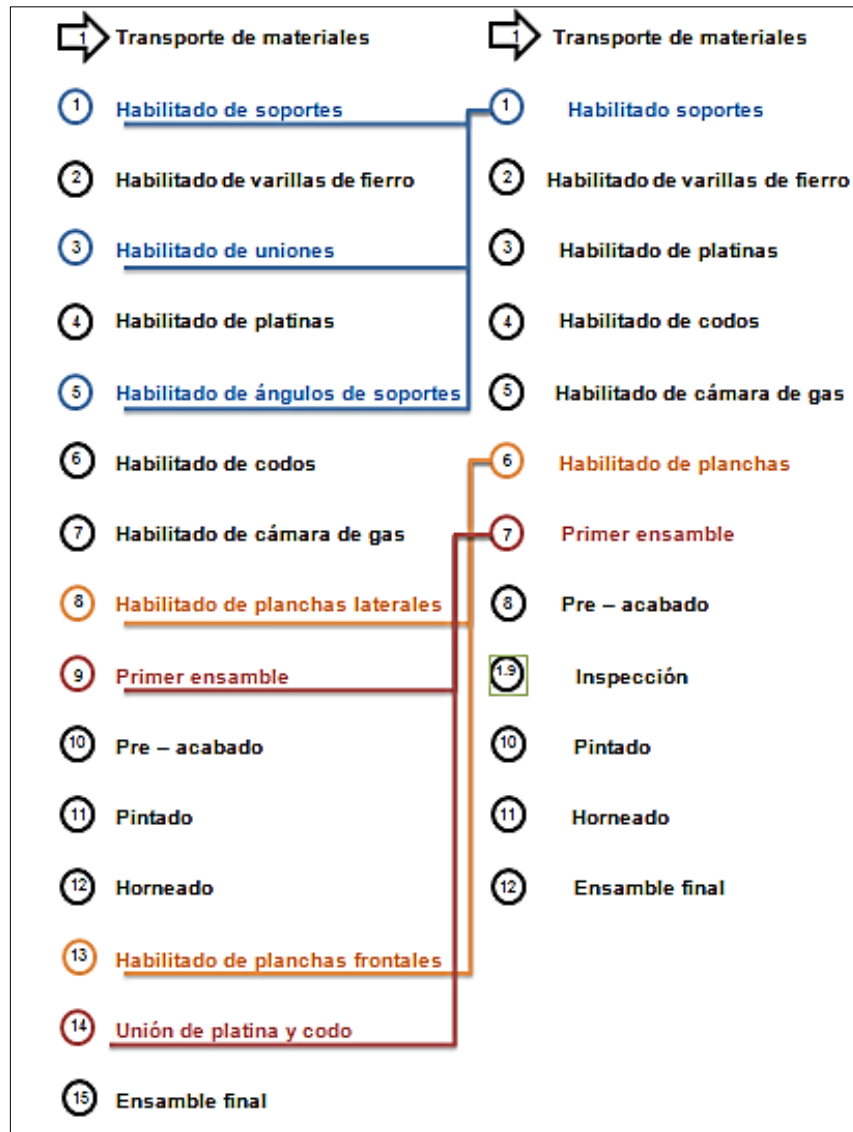 1 Transporte de materiales
1 Habilitado de soportes
2 Habilitado de varillas de fierro
3 Habilitado de uniones
4 Habilitado de platinas
5 Habilitado de ángulos de soportes
6 Habilitado de codos
7 Habilitado de cámara de gas
8 Habilitado de planchas laterales
9 Primer ensamble
10 Pre – acabado
11 Pintado
12 Horneado
13 Habilitado de planchas frontales
14 Unión de platina y codo
15 Ensamble final
1 Transporte de materiales
1 Habilitado soportes
2 Habilitado de varillas de fierro
3 Habilitado de platinas
4 Habilitado de codos
5 Habilitado de cámara de gas
6 Habilitado de planchas
7 Primer ensamble
8 Pre – acabado
1.9 Inspección
10 Pintado
11 Horneado
12 Ensamble final